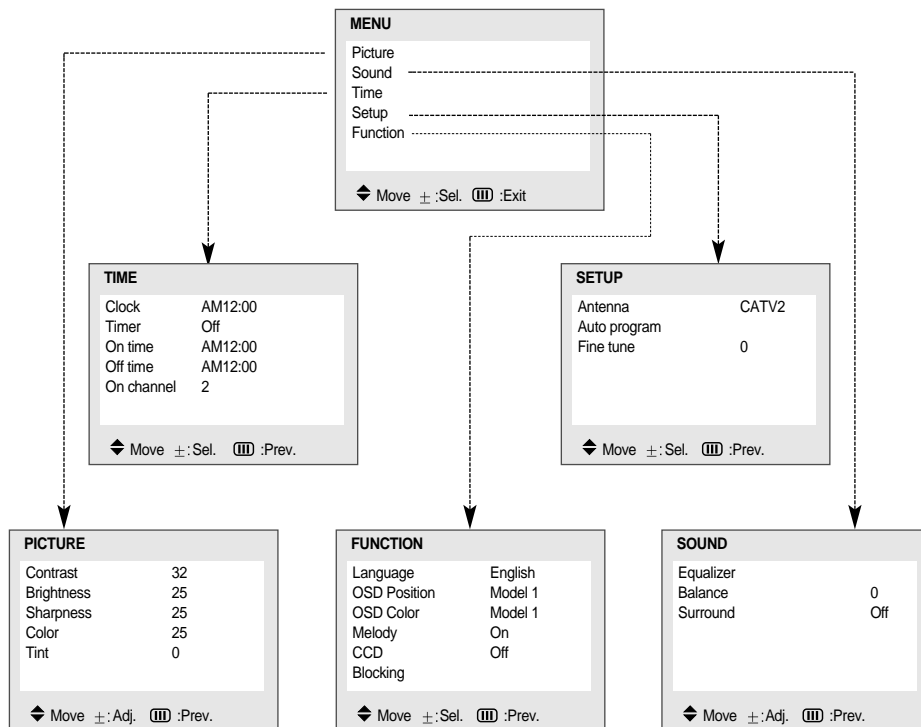 MENU
Picture
Sound
Time
Setup
Function
Move ± :Sel. :Exit
TIME
Clock AM12:00
Timer Off
On time AM12:00
Off time AM12:00
On channel 2
Move ±:Sel. :Prev.
SETUP
Antenna CATV2
Auto program
Fine tune 0
Move ±:Sel. :Prev.
PICTURE
Contrast 32
Brightness 25
Sharpness 25
Color 25
Tint 0
Move ±:Adj. :Prev.
FUNCTION
Language English
OSD Position Model 1
OSD Color Model 1
Melody On
CCD Off
Blocking
Move ±:Sel. :Prev.
SOUND
Equalizer
Balance 0
Surround Off
Move ±:Adj. :Prev.